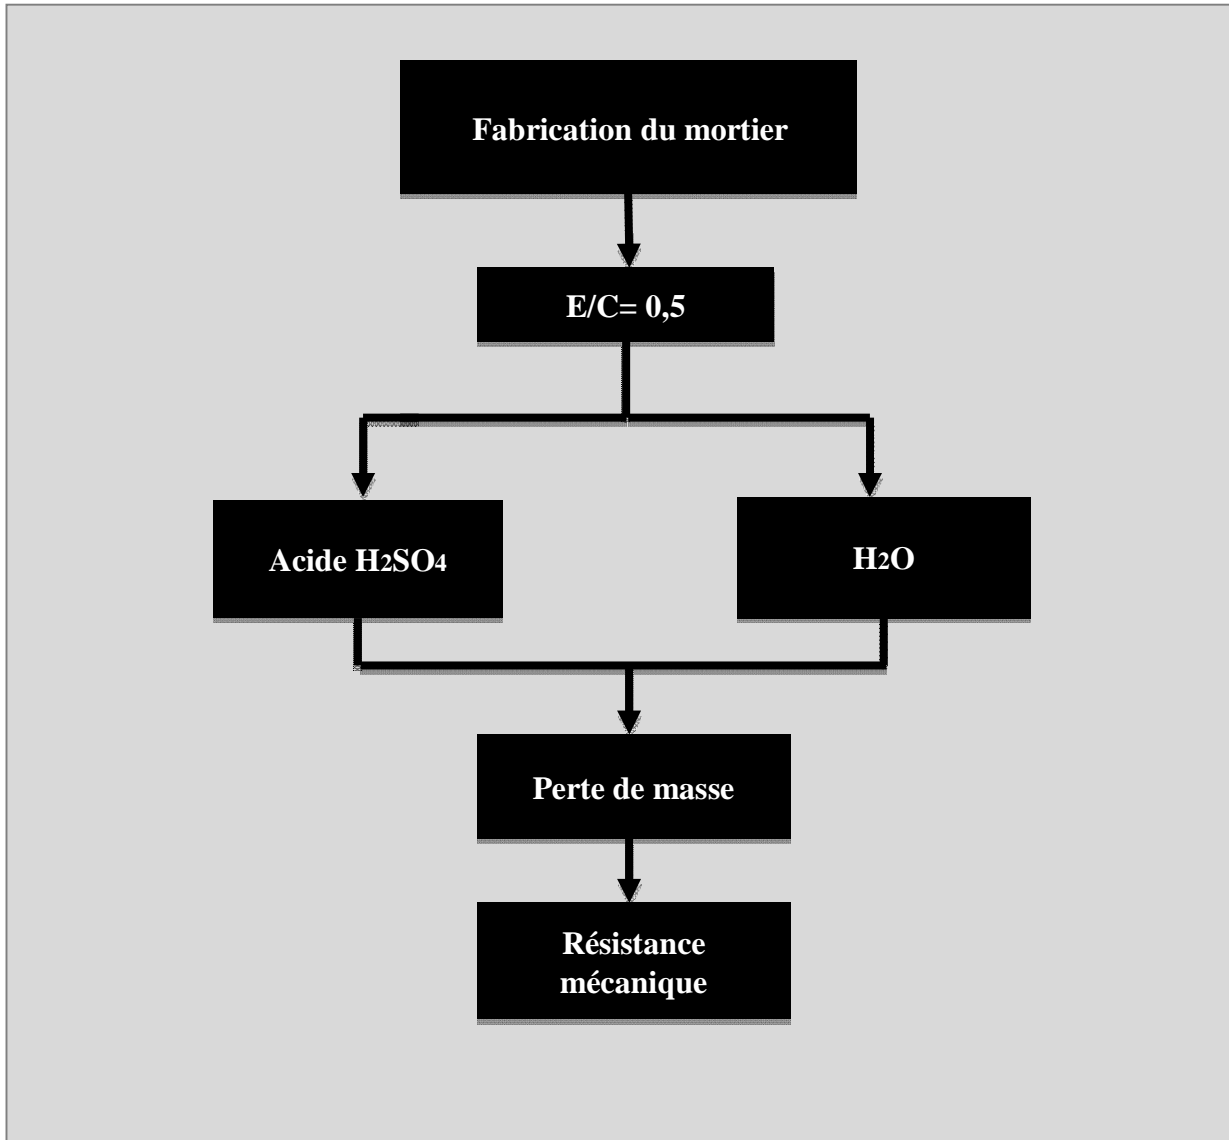 Fabrication du mortier
E/C= 0,5
Acide H2SO4
H2O
Perte de masse
Résistance
mécanique